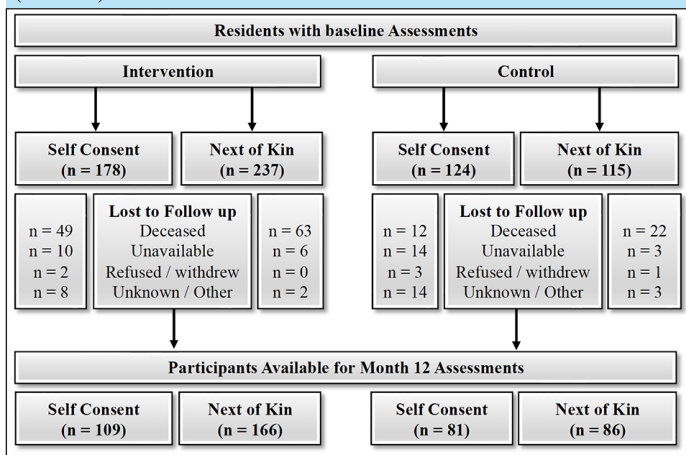 Residents with baseline Assessments
Intervention
Control
Self Consent
(n = 178)
Next of Kin
(n = 237)
Self Consent
(n = 124)
Next of Kin
(n = 115)
n = 49
n = 10
n = 2
n = 8
Lost to Follow up
Deceased
Unavailable
Refused / withdrew
Unknown / Other
n = 63
n = 6
n = 0
n = 2
n = 12
n = 14
n = 3
n = 14
Lost to Follow up
Deceased
Unavailable
Refused / withdrew
Unknown / Other
n = 22
n = 3
n = 1
n = 3
Participants Available for Month 12 Assessments
Self Consent
(n = 109)
Next of Kin
(n = 166)
Self Consent
(n = 81)
Next of Kin
(n = 86)